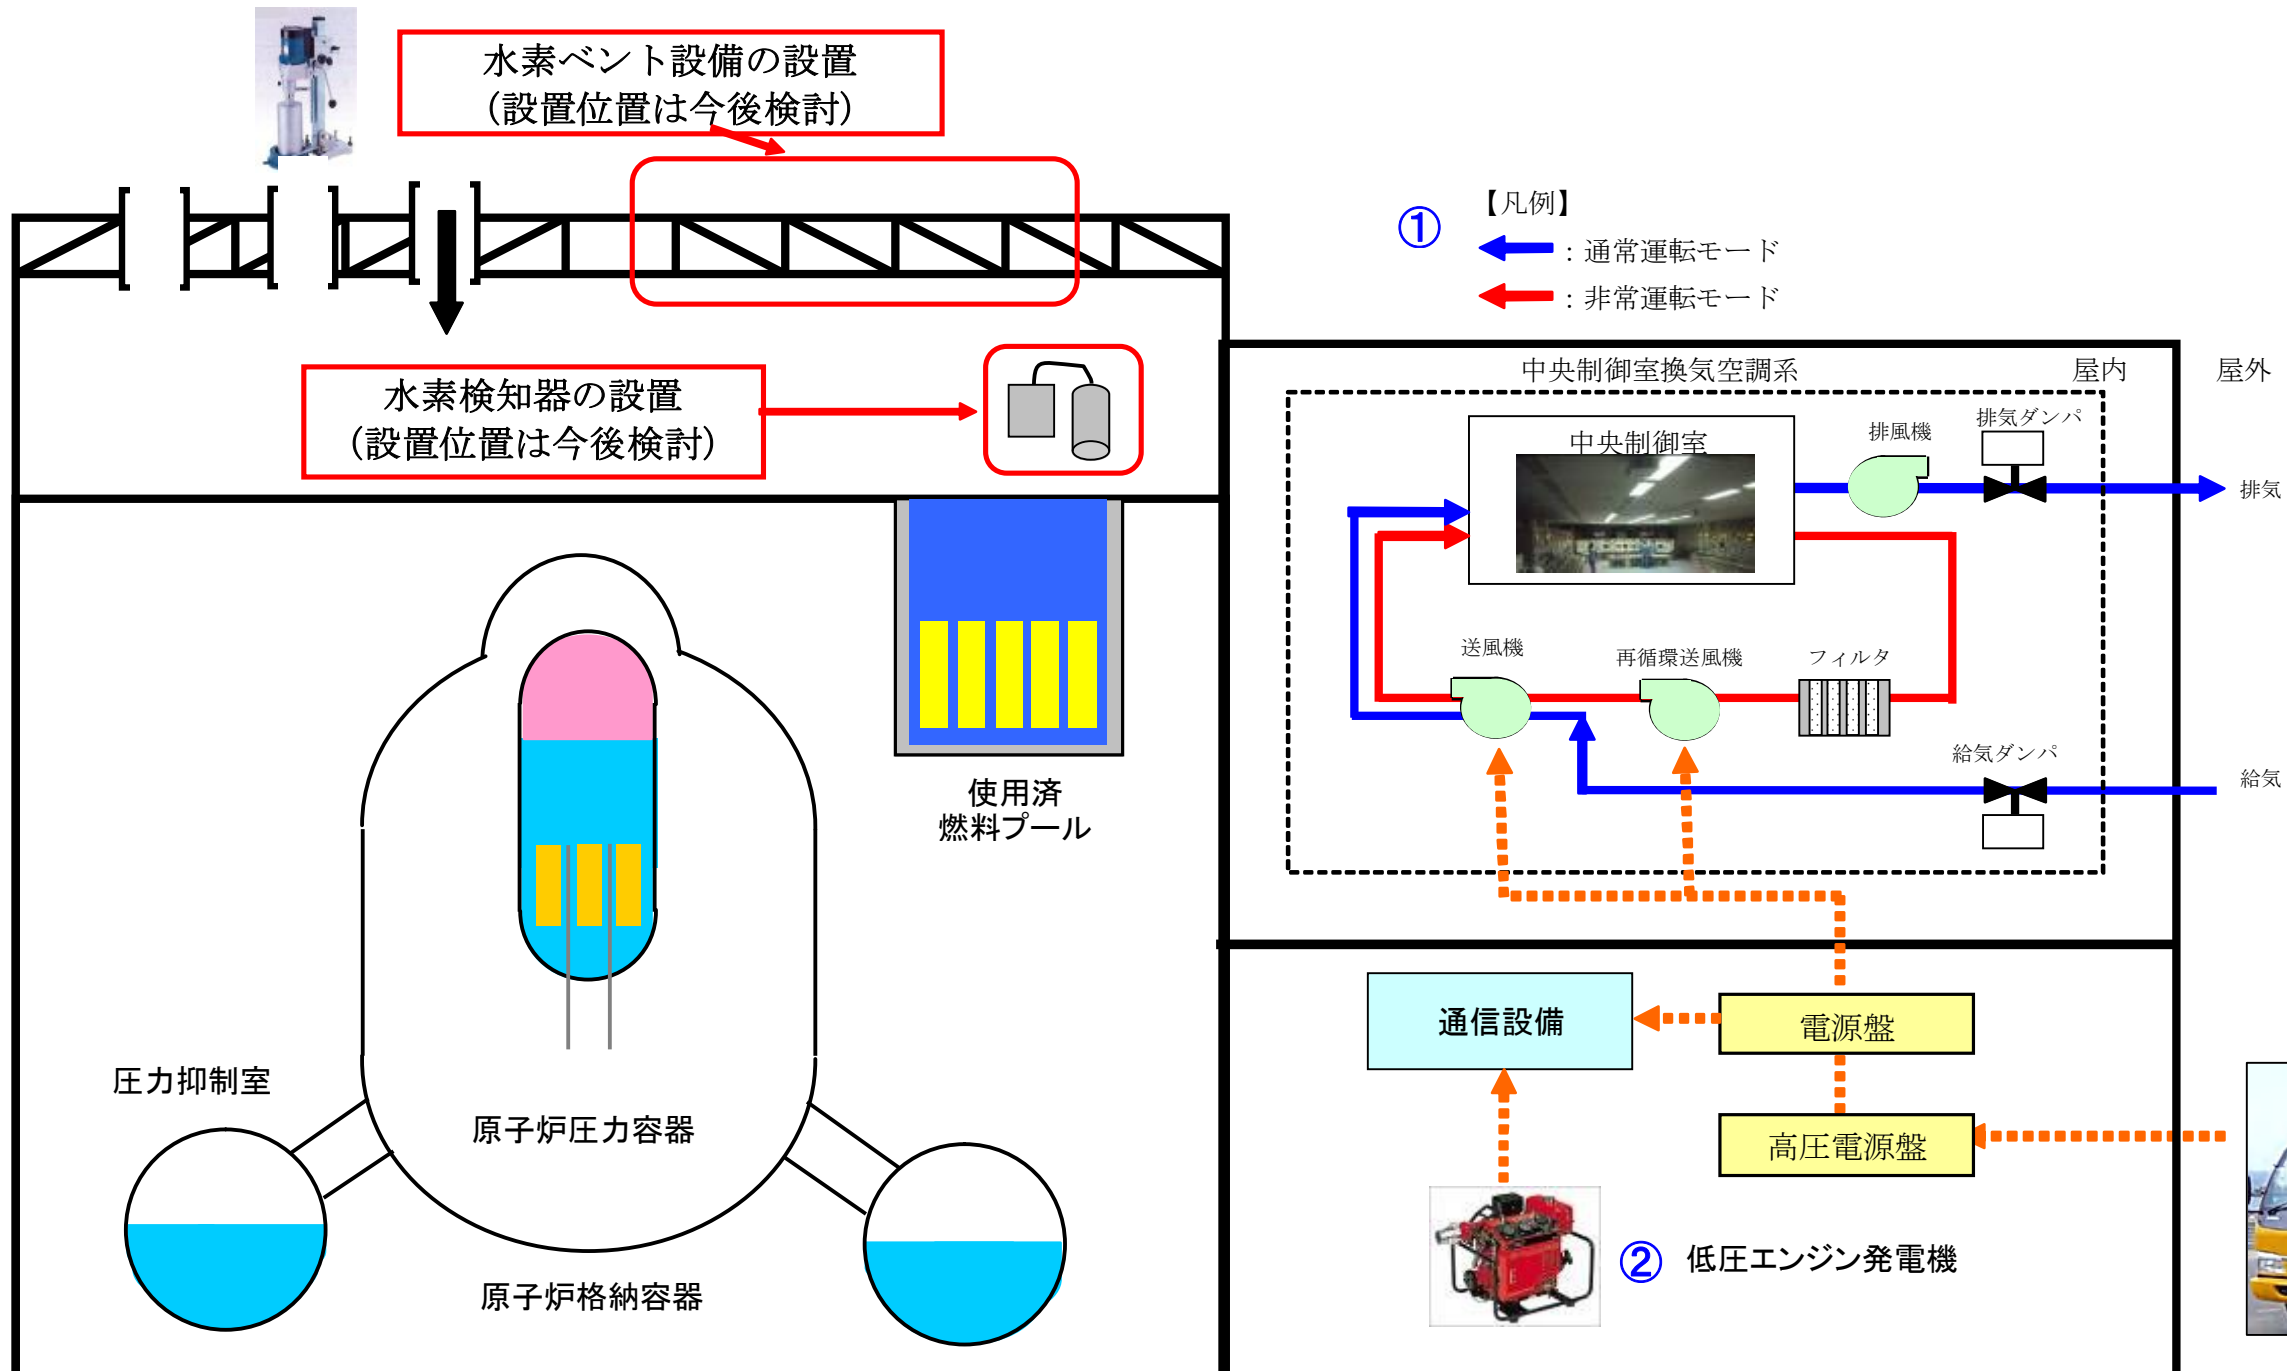 水素ベント設備の設置
(設置位置は今後検討)
水素検知器の設置
(設置位置は今後検討)
使用済
燃料プール
圧力抑制室
原子炉圧力容器
原子炉格納容器
①
【凡例】
：通常運転モード
：非常運転モード
中央制御室換気空調系
屋内
屋外
中央制御室
排風機
排気ダンパ
排気
送風機
再循環送風機
フィルタ
給気ダンパ
給気
通信設備
電源盤
高圧電源盤
② 低圧エンジン発電機